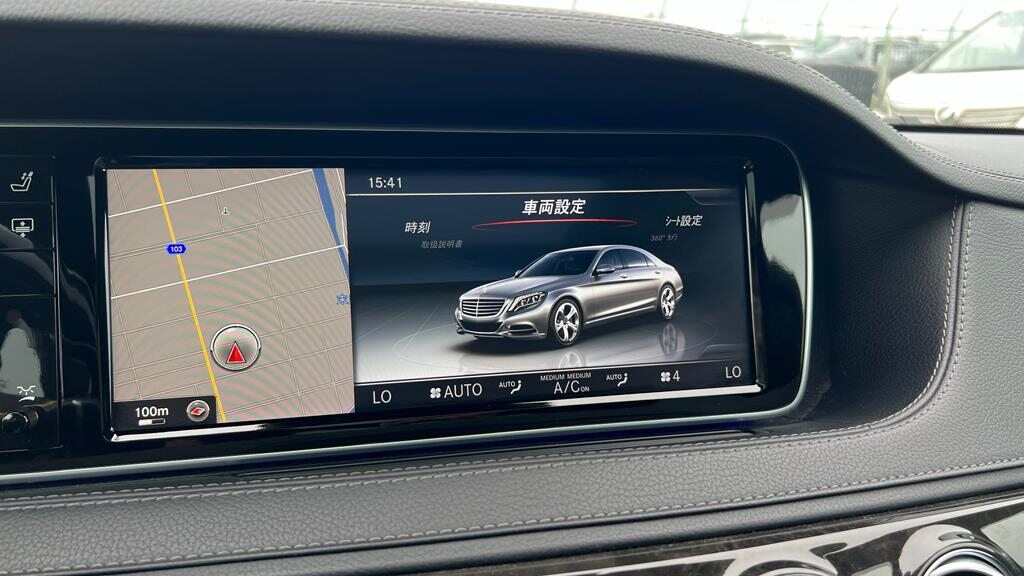 15:41
車両設定
時刻
ｼｰﾄ設定
取扱説明書
360° ｶﾒﾗ
103
100m
LO
AUTO
AUTO
MEDIUM MEDIUM
A/C ON
AUTO
4
LO